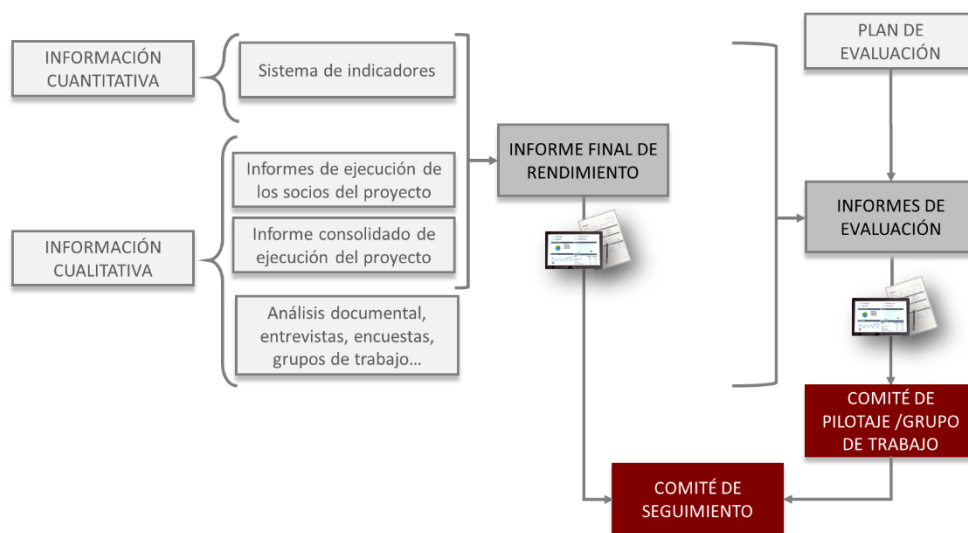 INFORMACIÓN
CUANTITATIVA
Sistema de indicadores
INFORMACIÓN
CUALITATIVA
Informes de ejecución de
los socios del proyecto
Informe consolidado de
ejecución del proyecto
Análisis documental,
entrevistas, encuestas,
grupos de trabajo...
INFORME FINAL DE
RENDIMIENTO
PLAN DE
EVALUACIÓN
INFORMES DE
EVALUACIÓN
COMITÉ DE
PILOTAJE /GRUPO
DE TRABAJO
COMITÉ DE
SEGUIMIENTO